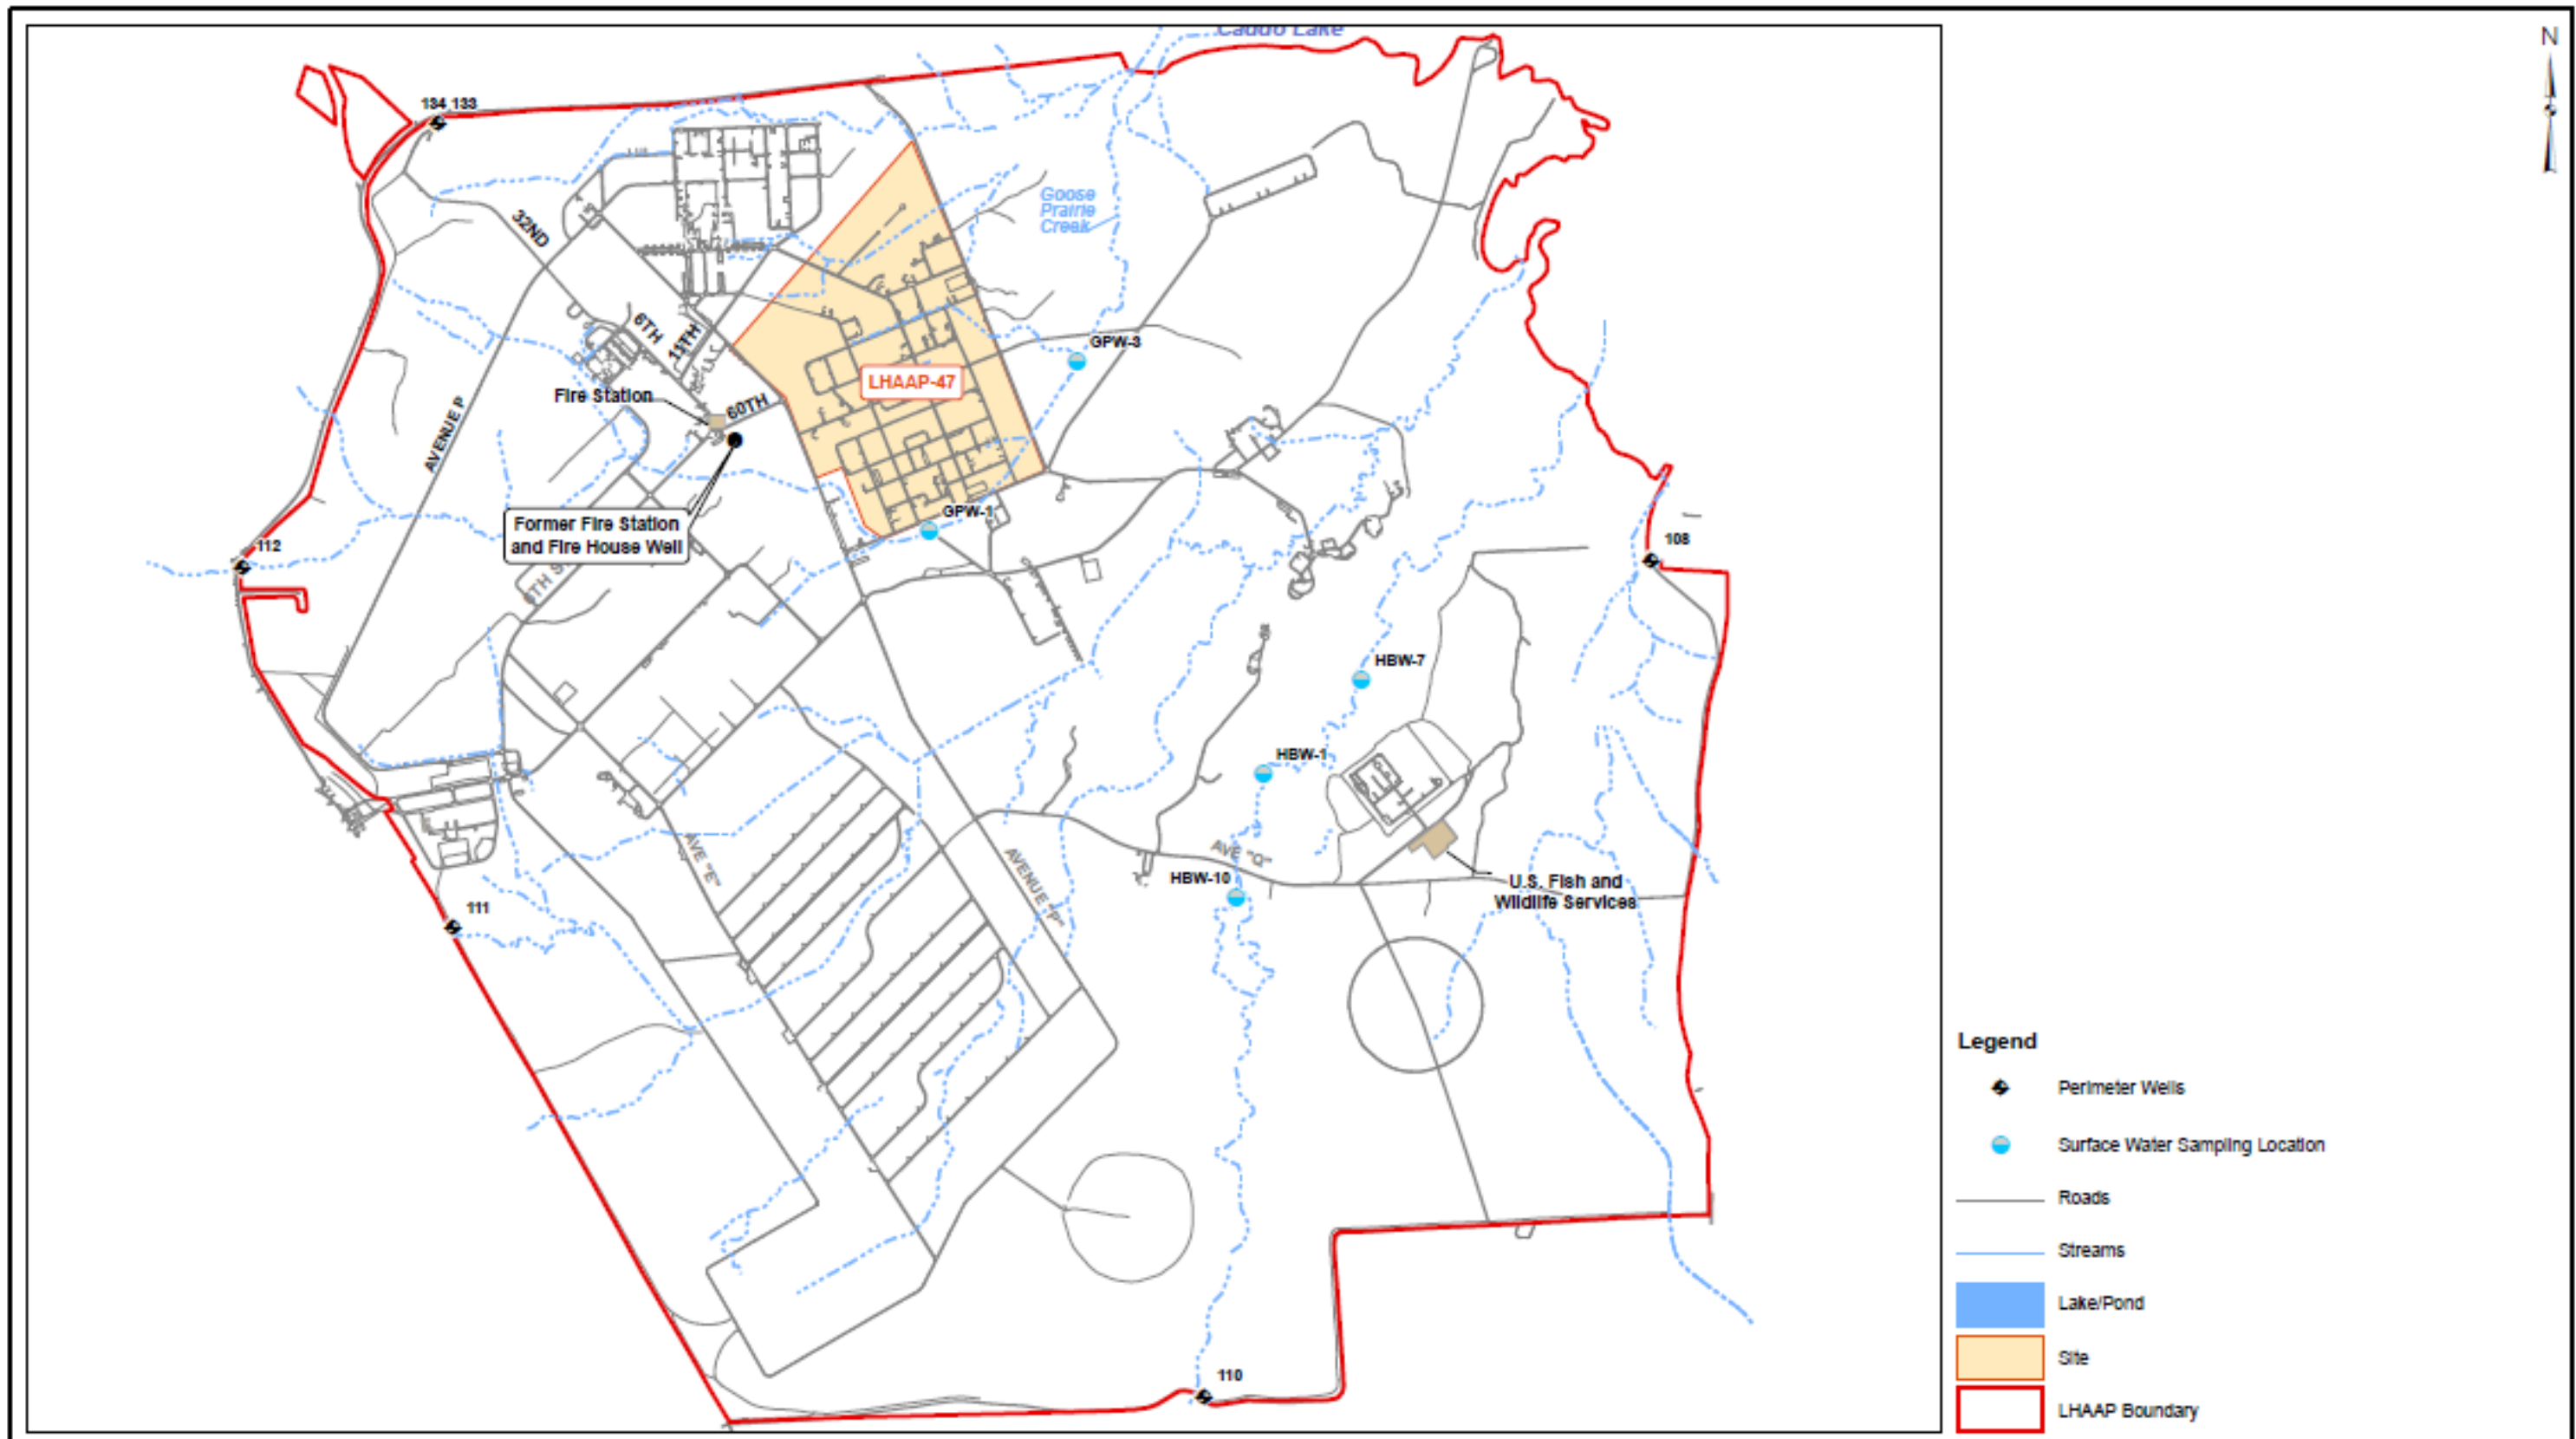 Caddo Lake
N
134 133
32ND
Goose
Prairie
Creek
6TH
11TH
GPW-3
LHAAP-47
Fire Station
60TH
AVENUE P
GPW-1
Former Fire Station
and Fire House Well
112
108
6TH S
HBW-7
HBW-1
AVE "E"
AVENUE "P"
AVE "Q"
HBW-10
U.S. Fish and
Wildlife Services
111
110
Legend
Perimeter Wells
Surface Water Sampling Location
Roads
Streams
Lake/Pond
Site
LHAAP Boundary